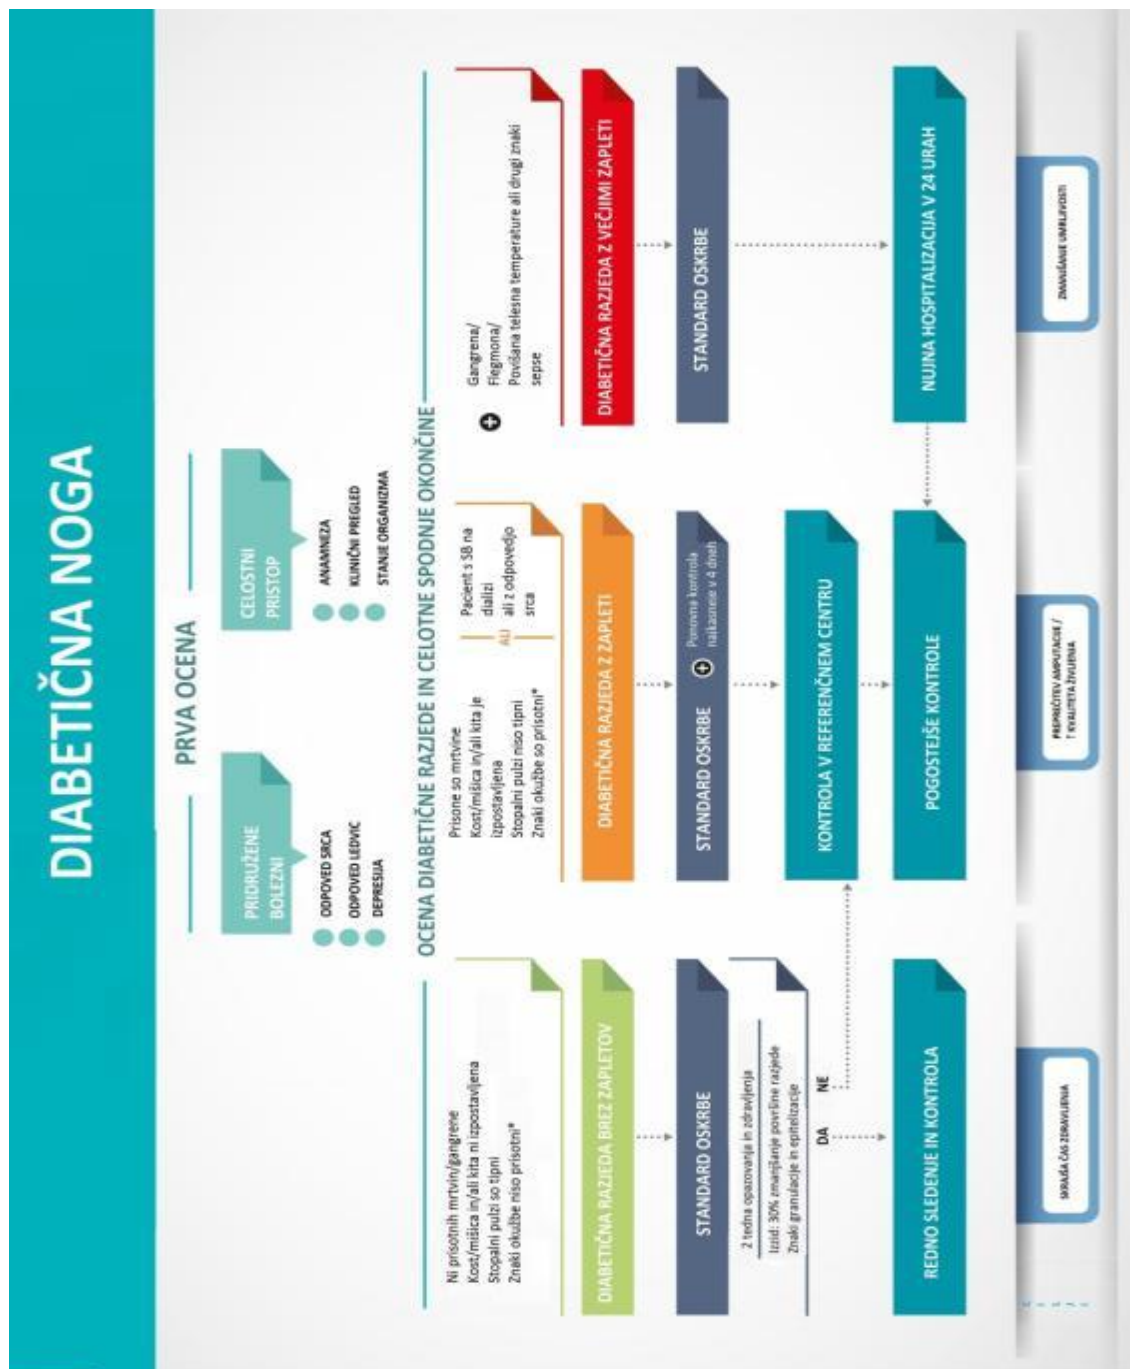 DIABETIČNA NOGA
PRVA OCENA
PRIDRUŽENE
BOLEZNI
ODPOVED SRCA
ODPOVED LEDVIC
DEPRESIJA
CELOSTNI
PRISTOP
ANAMNEZA
KLINIČNI PREGLED
STANJE ORGANIZMA
OCENA DIABETIČNE RAZJEDE IN CELOTNE SPODNJE OKONČINE
Ni prisotnih mrtvin/gangrene
Kost/mišica in/ali kita ni izpostavljena
Stopalni pulzi so tipni
Znaki okužbe niso prisotni*
DIABETIČNA RAZJEDA BREZ ZAPLETOV
STANDARD OSKRBE
2 tedna opazovanja in zdravljenja
Izzid: 30% zmanjšanje površine razjede
Znaki granulacije in epitelizacije
DA
NE
REDNO SLEDENJE IN KONTROLA
SKRAJŠA ČAS ZDRAVLJENJA
Prisone so mrtvine
Kost/mišica in/ali kita je
izpostavljena
Stopalni pulzi niso tipni
Znaki okužbe so prisotni*
ALI
Pacient s SB na
dializi
ali z odpovedjo
srca
DIABETIČNA RAZJEDA Z ZAPLETI
STANDARD OSKRBE
Ponovna kontrola
najkasneje v 4 dneh
KONTROLA V REFERENČNEM CENTRU
POGOSTEJŠE KONTROLE
PREPREČITEV AMPUTACIJE /
↑ KVALITETA ŽIVLJENJA
Gangrena/
Flegmona/
Povišana telesna temperature ali drugi znaki
sepse
DIABETIČNA RAZJEDA Z VEČJIMI ZAPLETI
STANDARD OSKRBE
NUJNA HOSPITALIZACIJA V 24 URAH
ZMANJŠANJE UMRLJIVOSTI